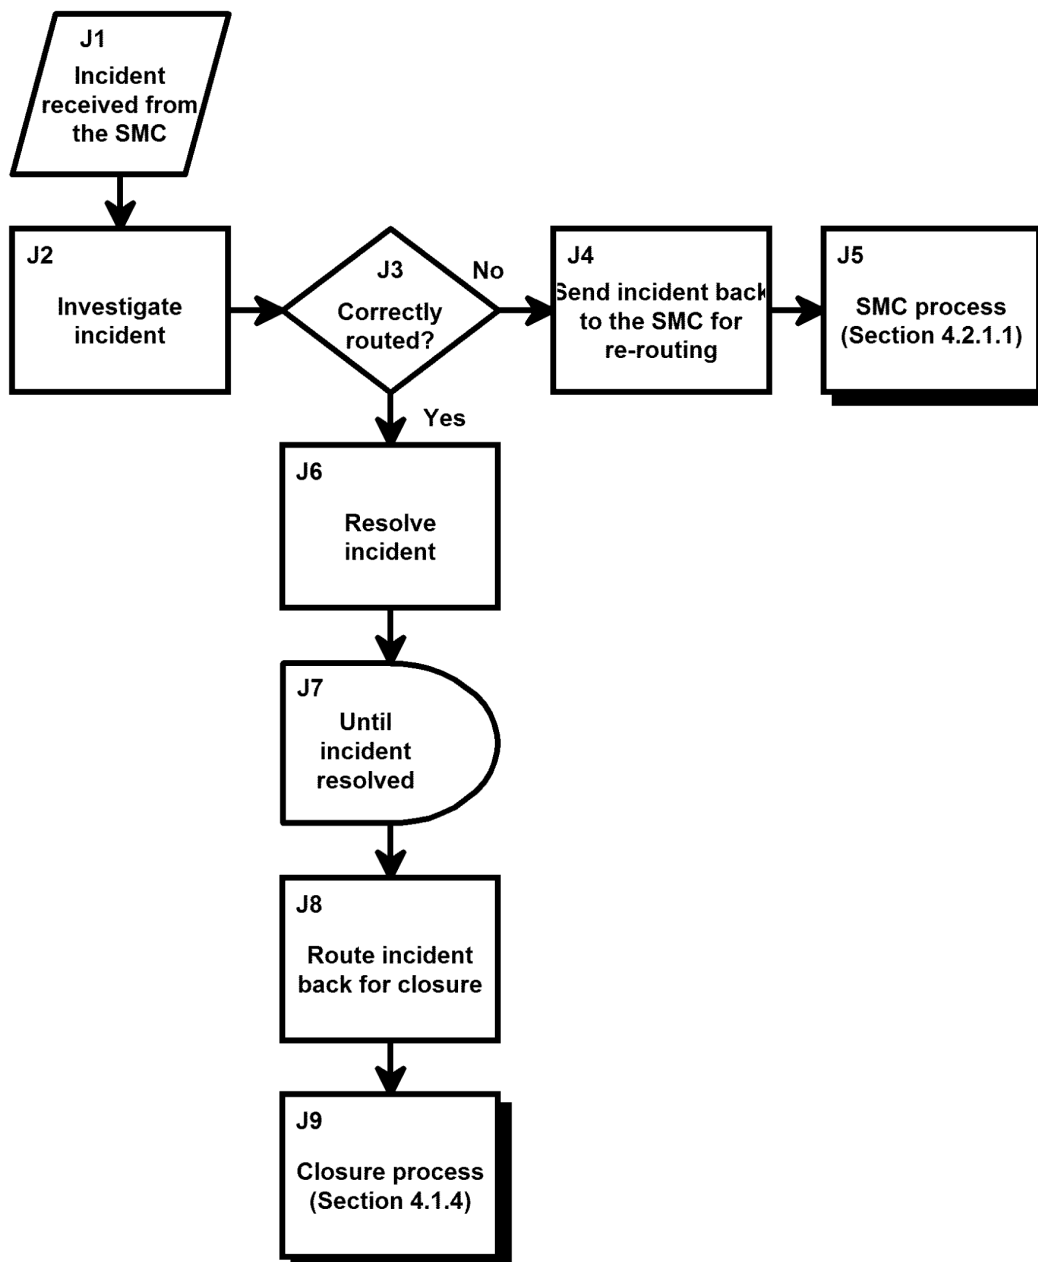 J1
Incident
received from
the SMC
J2
Investigate
incident
J3
Correctly
routed?
No
J4
Send incident back
to the SMC for
re-routing
J5
SMC process
(Section 4.2.1.1)
Yes
J6
Resolve
incident
J7
Until
incident
resolved
J8
Route incident
back for closure
J9
Closure process
(Section 4.1.4)